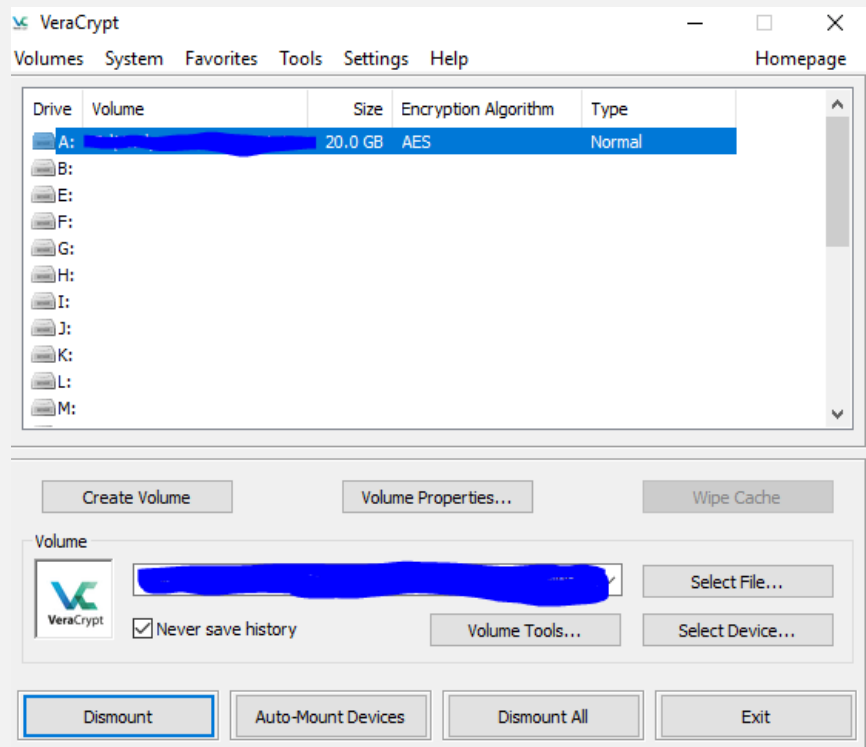 VeraCrypt
Volumes System Favorites Tools Settings Help Homepage
Drive Volume Size Encryption Algorithm Type
A: 20.0 GB AES Normal
B:
E:
F:
G:
H:
I:
J:
K:
L:
M:
Create Volume Volume Properties... Wipe Cache
Volume
VeraCrypt
Select File...
Never save history Volume Tools... Select Device...
Dismount Auto-Mount Devices Dismount All Exit